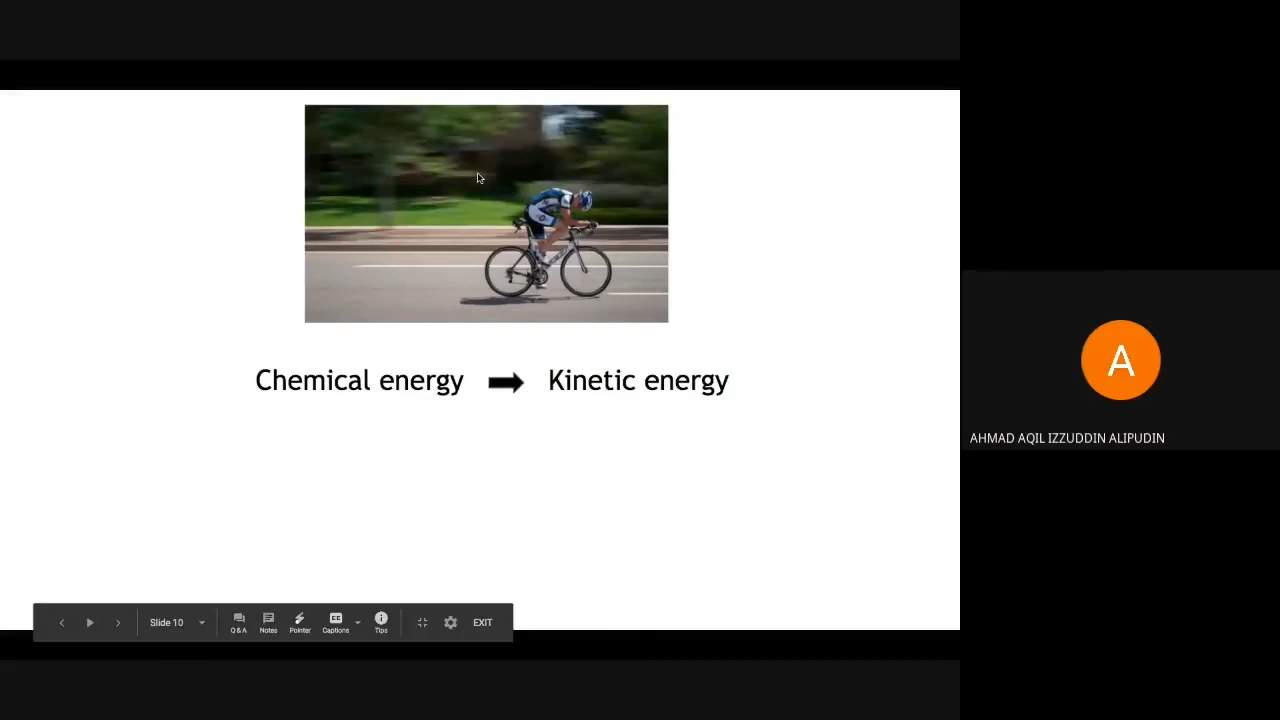 Chemical energy Kinetic energy
A
AHMAD AQIL IZZUDDIN ALIPUDIN
Slide 10
Q & A Notes Pointer Captions Tips
EXIT